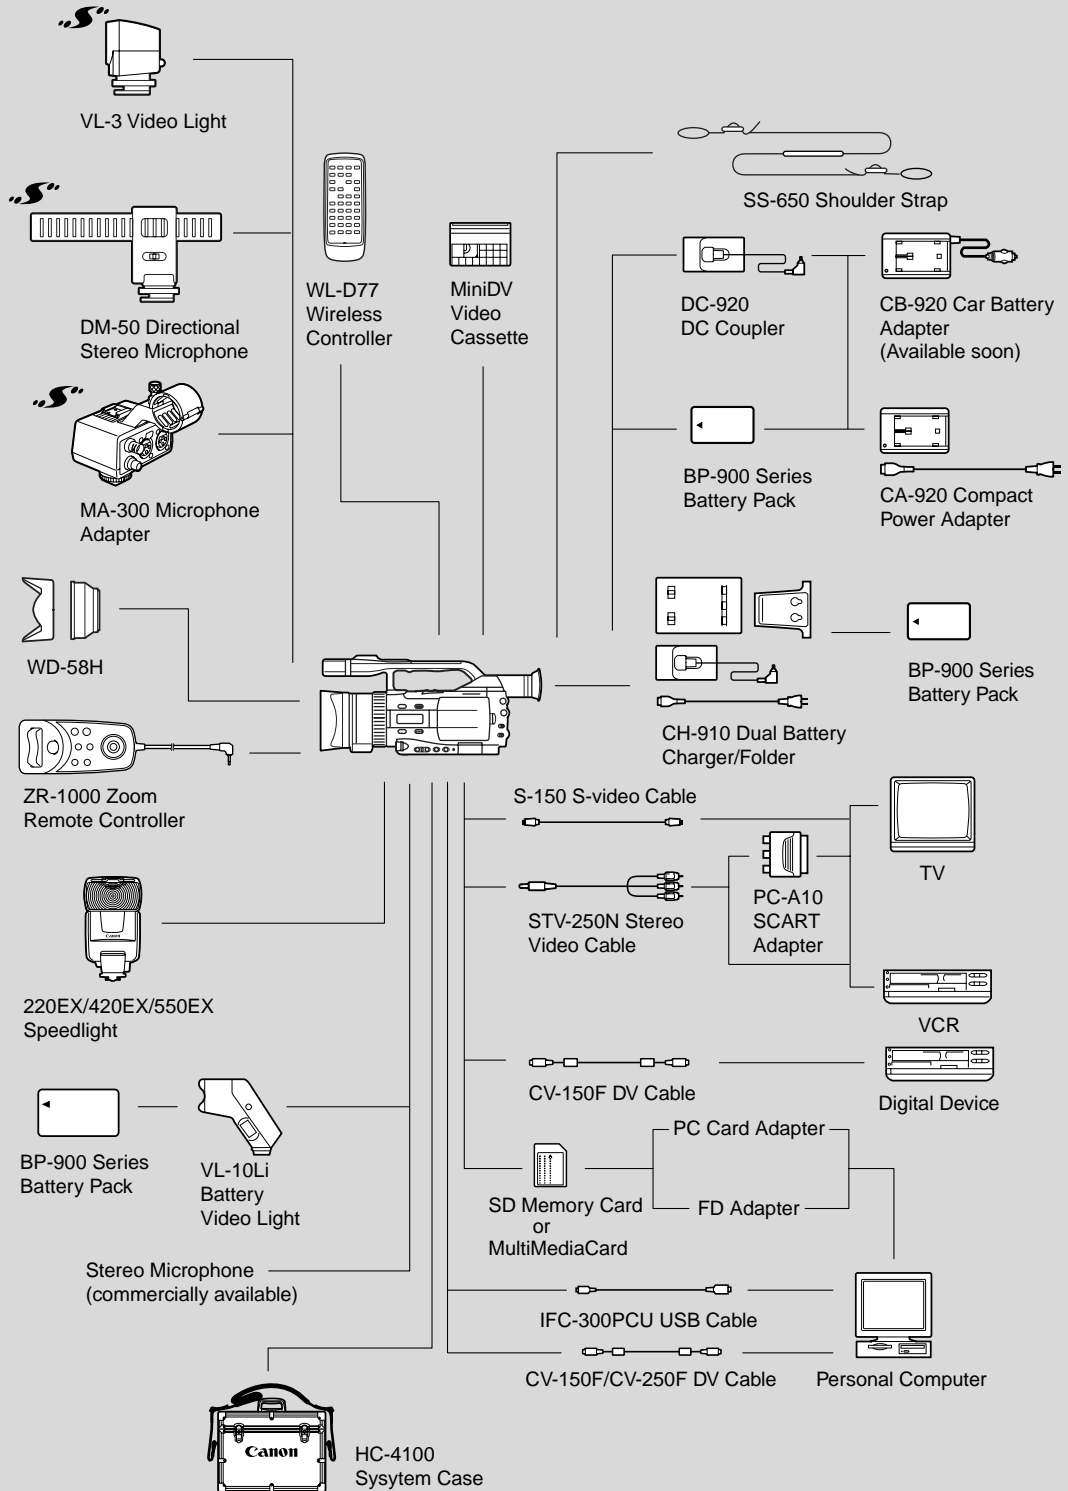 VL-3 Video Light
DM-50 Directional
Stereo Microphone
MA-300 Microphone
Adapter
WD-58H
ZR-1000 Zoom
Remote Controller
Canon
220EX/420EX/550EX
Speedlight
BP-900 Series
Battery Pack
VL-10Li
Battery
Video Light
Stereo Microphone
(commercially available)
Canon
HC-4100
Sysytem Case
WL-D77
Wireless
Controller
MiniDV
Video
Cassette
SS-650 Shoulder Strap
DC-920
DC Coupler
CB-920 Car Battery
Adapter
(Available soon)
BP-900 Series
Battery Pack
CA-920 Compact
Power Adapter
CH-910 Dual Battery
Charger/Folder
BP-900 Series
Battery Pack
S-150 S-video Cable
TV
STV-250N Stereo
Video Cable
PC-A10
SCART
Adapter
VCR
CV-150F DV Cable
Digital Device
PC Card Adapter
SD Memory Card
or
MultiMediaCard
FD Adapter
IFC-300PCU USB Cable
CV-150F/CV-250F DV Cable
Personal Computer